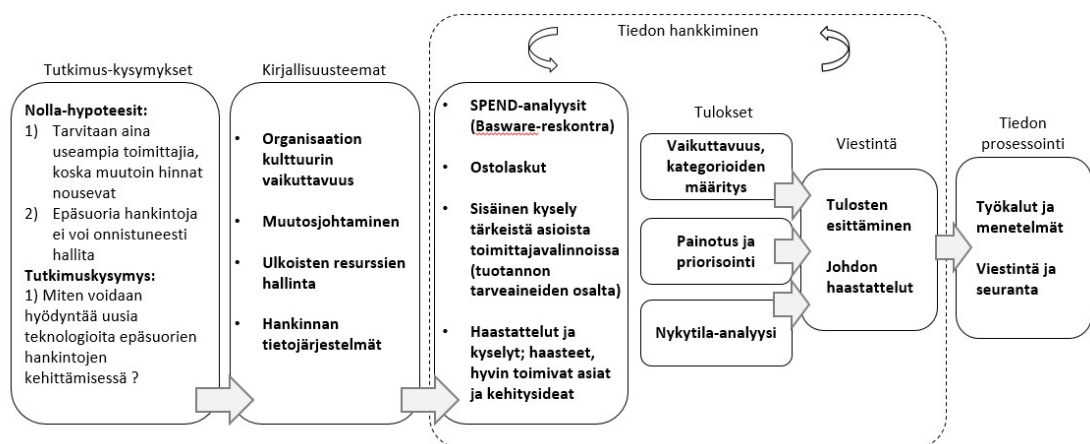 Tiedon hankkiminen
Tutkimus-kysymykset
Nolla-hypoteesit:
1) Tarvitaan aina
useampia toimittajia,
koska muutoin hinnat
nousevat
2) Epäsuoria hankintoja
ei voi onnistuneesti
hallita
Tutkimuskysymys:
1) Miten voidaan
hyödyntää uusia
teknologioita epäsuorien
hankintojen
kehittämisessä ?
Kirjallisuusteemat
• Organisaation
kulttuurin
vaikuttavuus
• Muutosjohtaminen
• Ulkoisten resurssien
hallinta
• Hankinnan
tietojärjestelmät
• SPEND-analyysit
(Basware-reskontra)
• Ostolaskut
• Sisäinen kysely
tärkeistä asioista
toimittajavalinnoissa
(tuotannon
tarveaineiden osalta)
• Haastattelut ja
kyselyt; haasteet,
hyvin toimivat asiat
ja kehitysideat
Tulokset
Vaikuttavuus,
kategorioiden
määritys
Painotus ja
priorisointi
Nykytila-analyysi
Viestintä
Tulosten
esittäminen
Johdon
haastattelut
Tiedon
prosessointi
Työkalut ja
menetelmät
Viestintä ja
seuranta